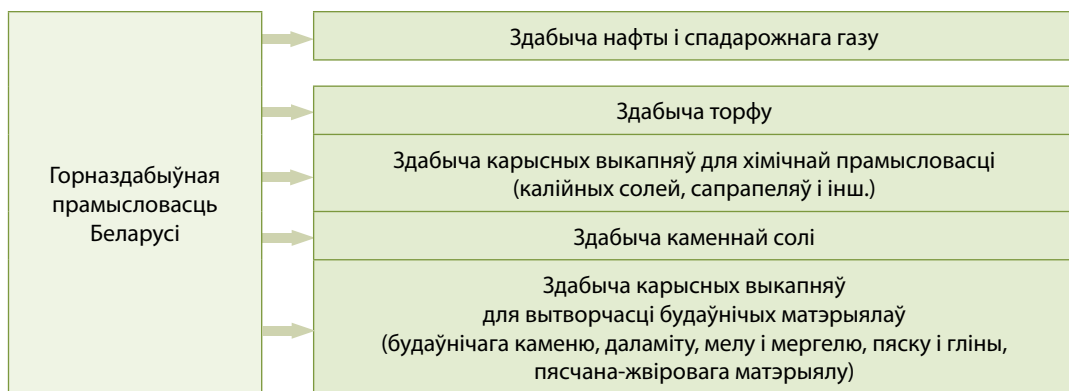 Горназдабыўная
прамысловасць
Беларусі
Здабыча нафты і спадарожнага газу
Здабыча торфу
Здабыча карысных выкапняў для хімічнай прамысловасці
(калійных солей, сапрапеляў і інш.)
Здабыча каменнай солі
Здабыча карысных выкапняў
для вытворчасці будаўнічых матэрыялаў
(будаўнічага каменю, даламіту, мелу і мергелю, пяску і гліны,
пясчана-жвіровага матэрыялу)